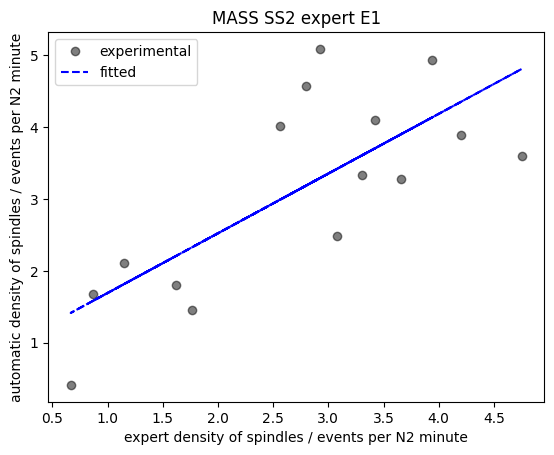 MASS SS2 expert E1
experimental
fitted
automatic density of spindles / events per N2 minute
5
4
3
2
1
0.5 1.0 1.5 2.0 2.5 3.0 3.5 4.0 4.5
expert density of spindles / events per N2 minute